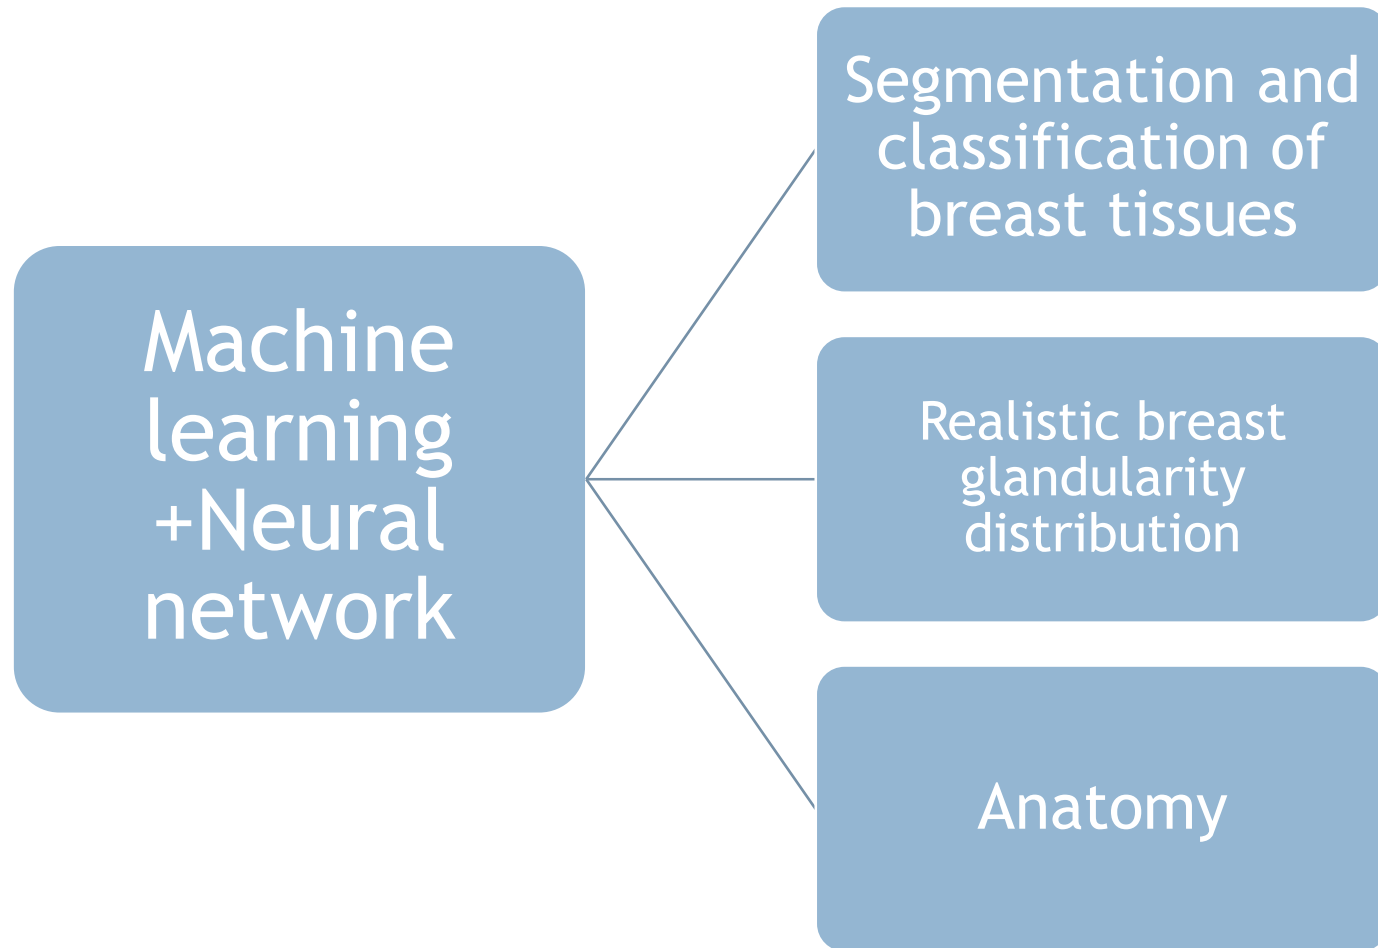 Machine
learning
+Neural
network
Segmentation and
classification of
breast tissues
Realistic breast
glandularity
distribution
Anatomy